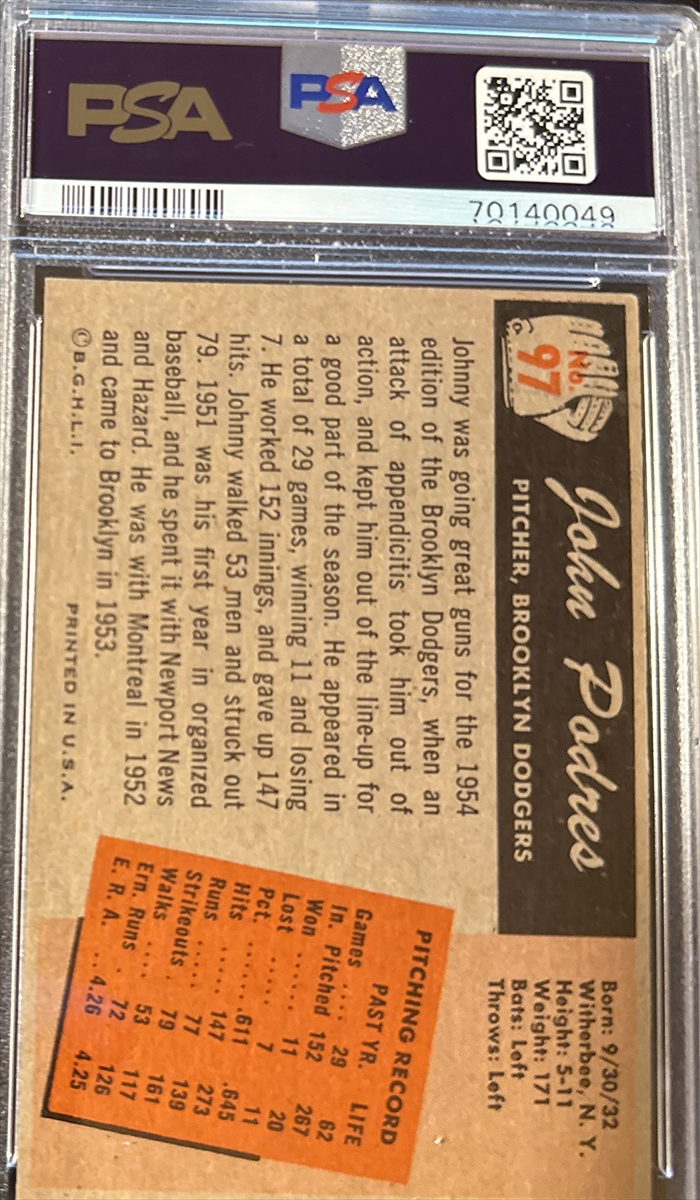 PSA
PSA
70140049
No.
97
John Podres
PITCHER, BROOKLYN DODGERS
Born: 9/30/32
Witherbee, N. Y.
Height: 5-11
Weight: 171
Bats: Left
Throws: Left
Johnny was going great guns for the 1954
edition of the Brooklyn Dodgers, when an
attack of appendicitis took him out of
action, and kept him out of the line-up for
a good part of the season. He appeared in
a total of 29 games, winning 11 and losing
7. He worked 152 innings, and gave up 147
hits. Johnny walked 53 men and struck out
79. 1951 was his first year in organized
baseball, and he spent it with Newport News
and Hazard. He was with Montreal in 1952
and came to Brooklyn in 1953.
© B.G.H.L.I. PRINTED IN U.S.A.
PITCHING RECORD
PAST YR. LIFE
Games .... 29 62
In. Pitched 152 267
Won ...... 11 20
Lost ..... 7 11
Pct. ..... .611 .645
Hits ...... 147 273
Runs ..... 77 139
Strikeouts . 79 161
Walks .... 53 117
Ern. Runs . 72 126
E. R. A. .. 4.26 4.25